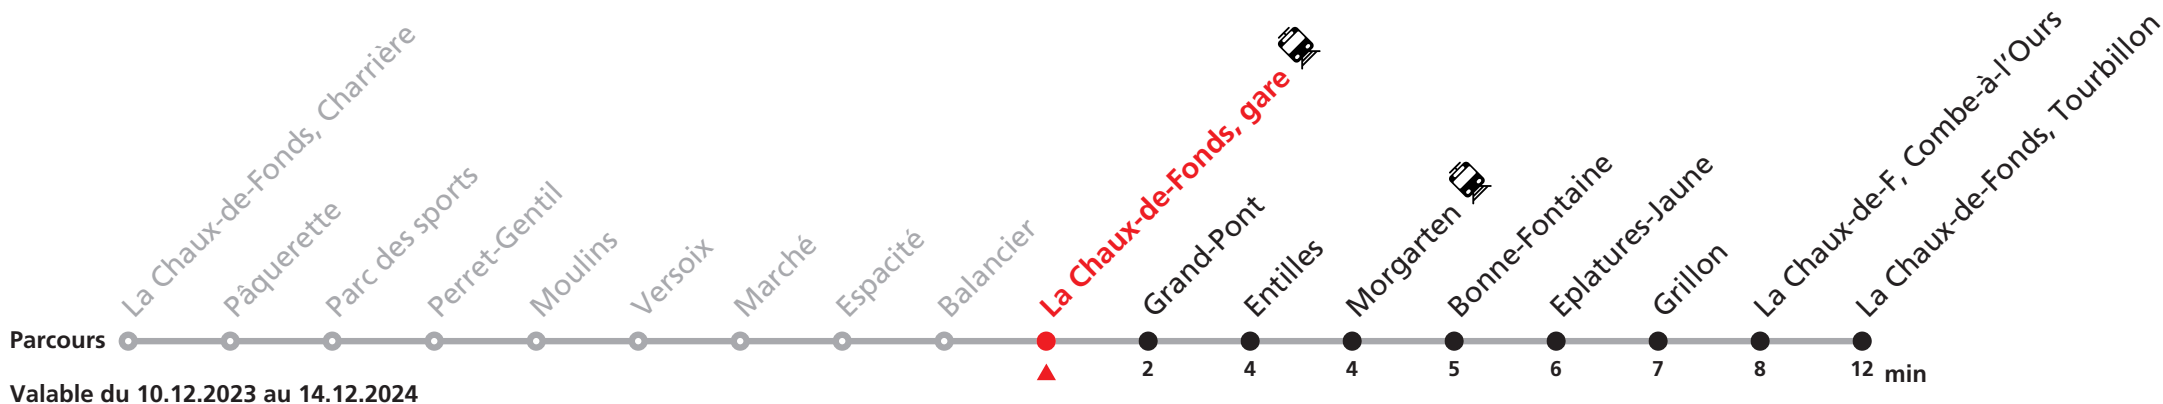 La Chaux-de-Fonds, Charrière
Pâquerette
Parc des sports
Perret-Gentil
Moulins
Versoix
Marché
Espacité
Balancier
La Chaux-de-Fonds, gare
Grand-Pont
Entilles
Morgarten
Bonne-Fontaine
Eplatures-Jaune
Grillon
La Chaux-de-F, Combe-à-l'Ours
La Chaux-de-Fonds, Tourbillon
Parcours
2 4 4 5 6 7 8 12 min
Valable du 10.12.2023 au 14.12.2024